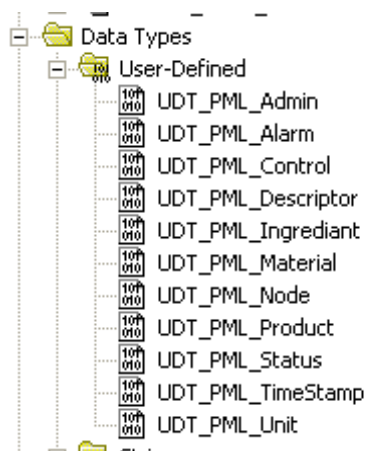 Data Types
User-Defined
UDT_PML_Admin
UDT_PML_Alarm
UDT_PML_Control
UDT_PML_Descriptor
UDT_PML_Ingrediant
UDT_PML_Material
UDT_PML_Node
UDT_PML_Product
UDT_PML_Status
UDT_PML_TimeStamp
UDT_PML_Unit